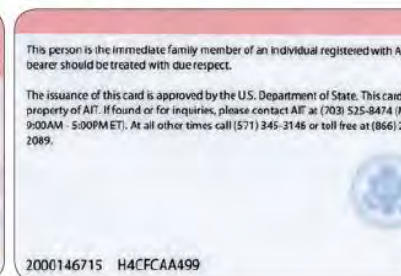 This person is the immediate family member of an individual registered with A
bearer should be treated with due respect.
The issuance of this card is approved by the U.S. Department of State. This card
property of AIT. If found or for inquiries, please contact AIT at (703) 525-8474 (
9:00AM - 5:00PM ET). At all other times call (571) 345-3146 or toll free at (866) 2
2089.
2000146715 H4CFCAA499